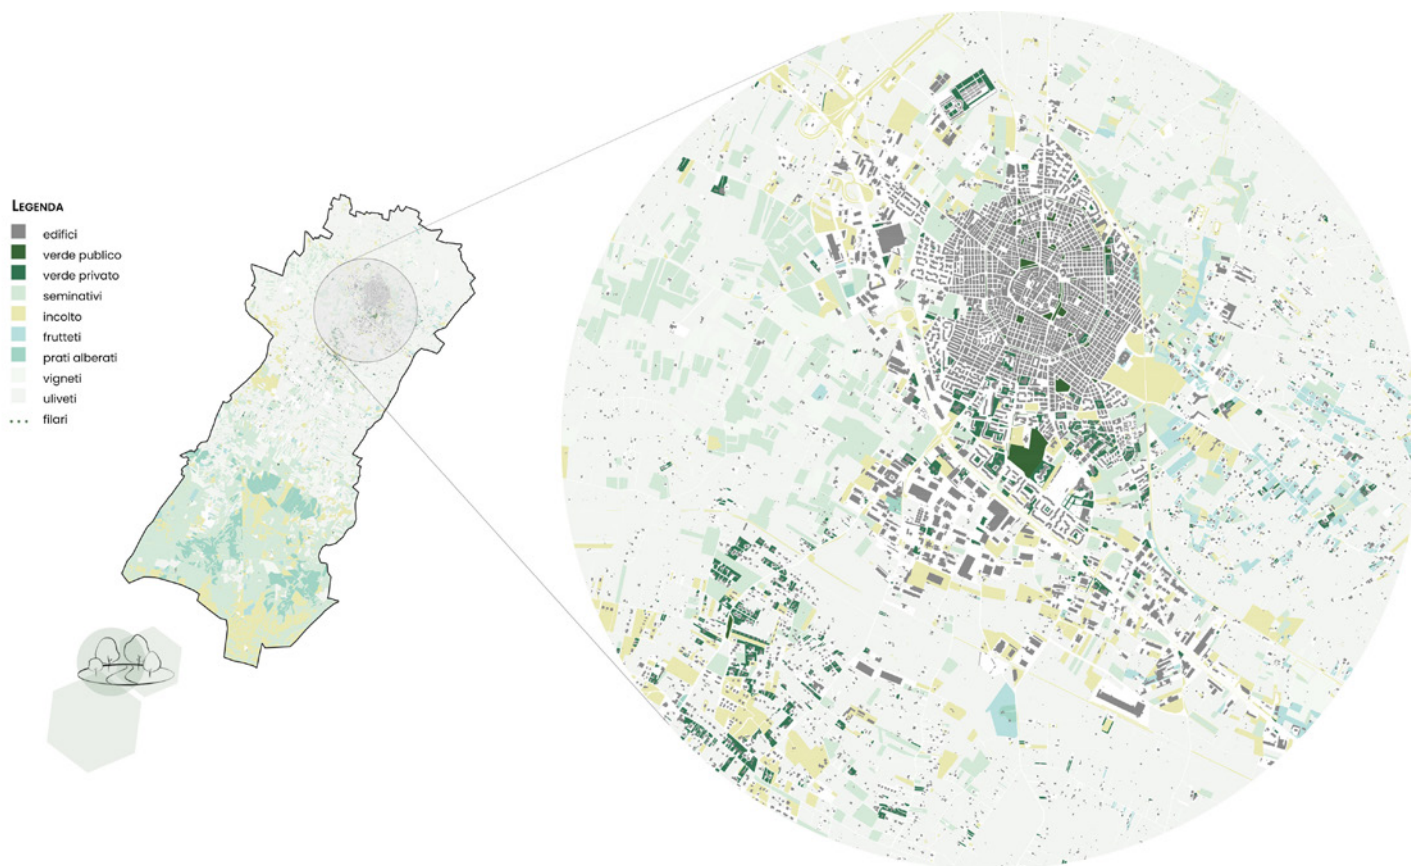 LEGENDA
edifici
verde publico
verde privato
seminativi
incolto
frutteti
prati alberati
vigneti
uliveti
filari